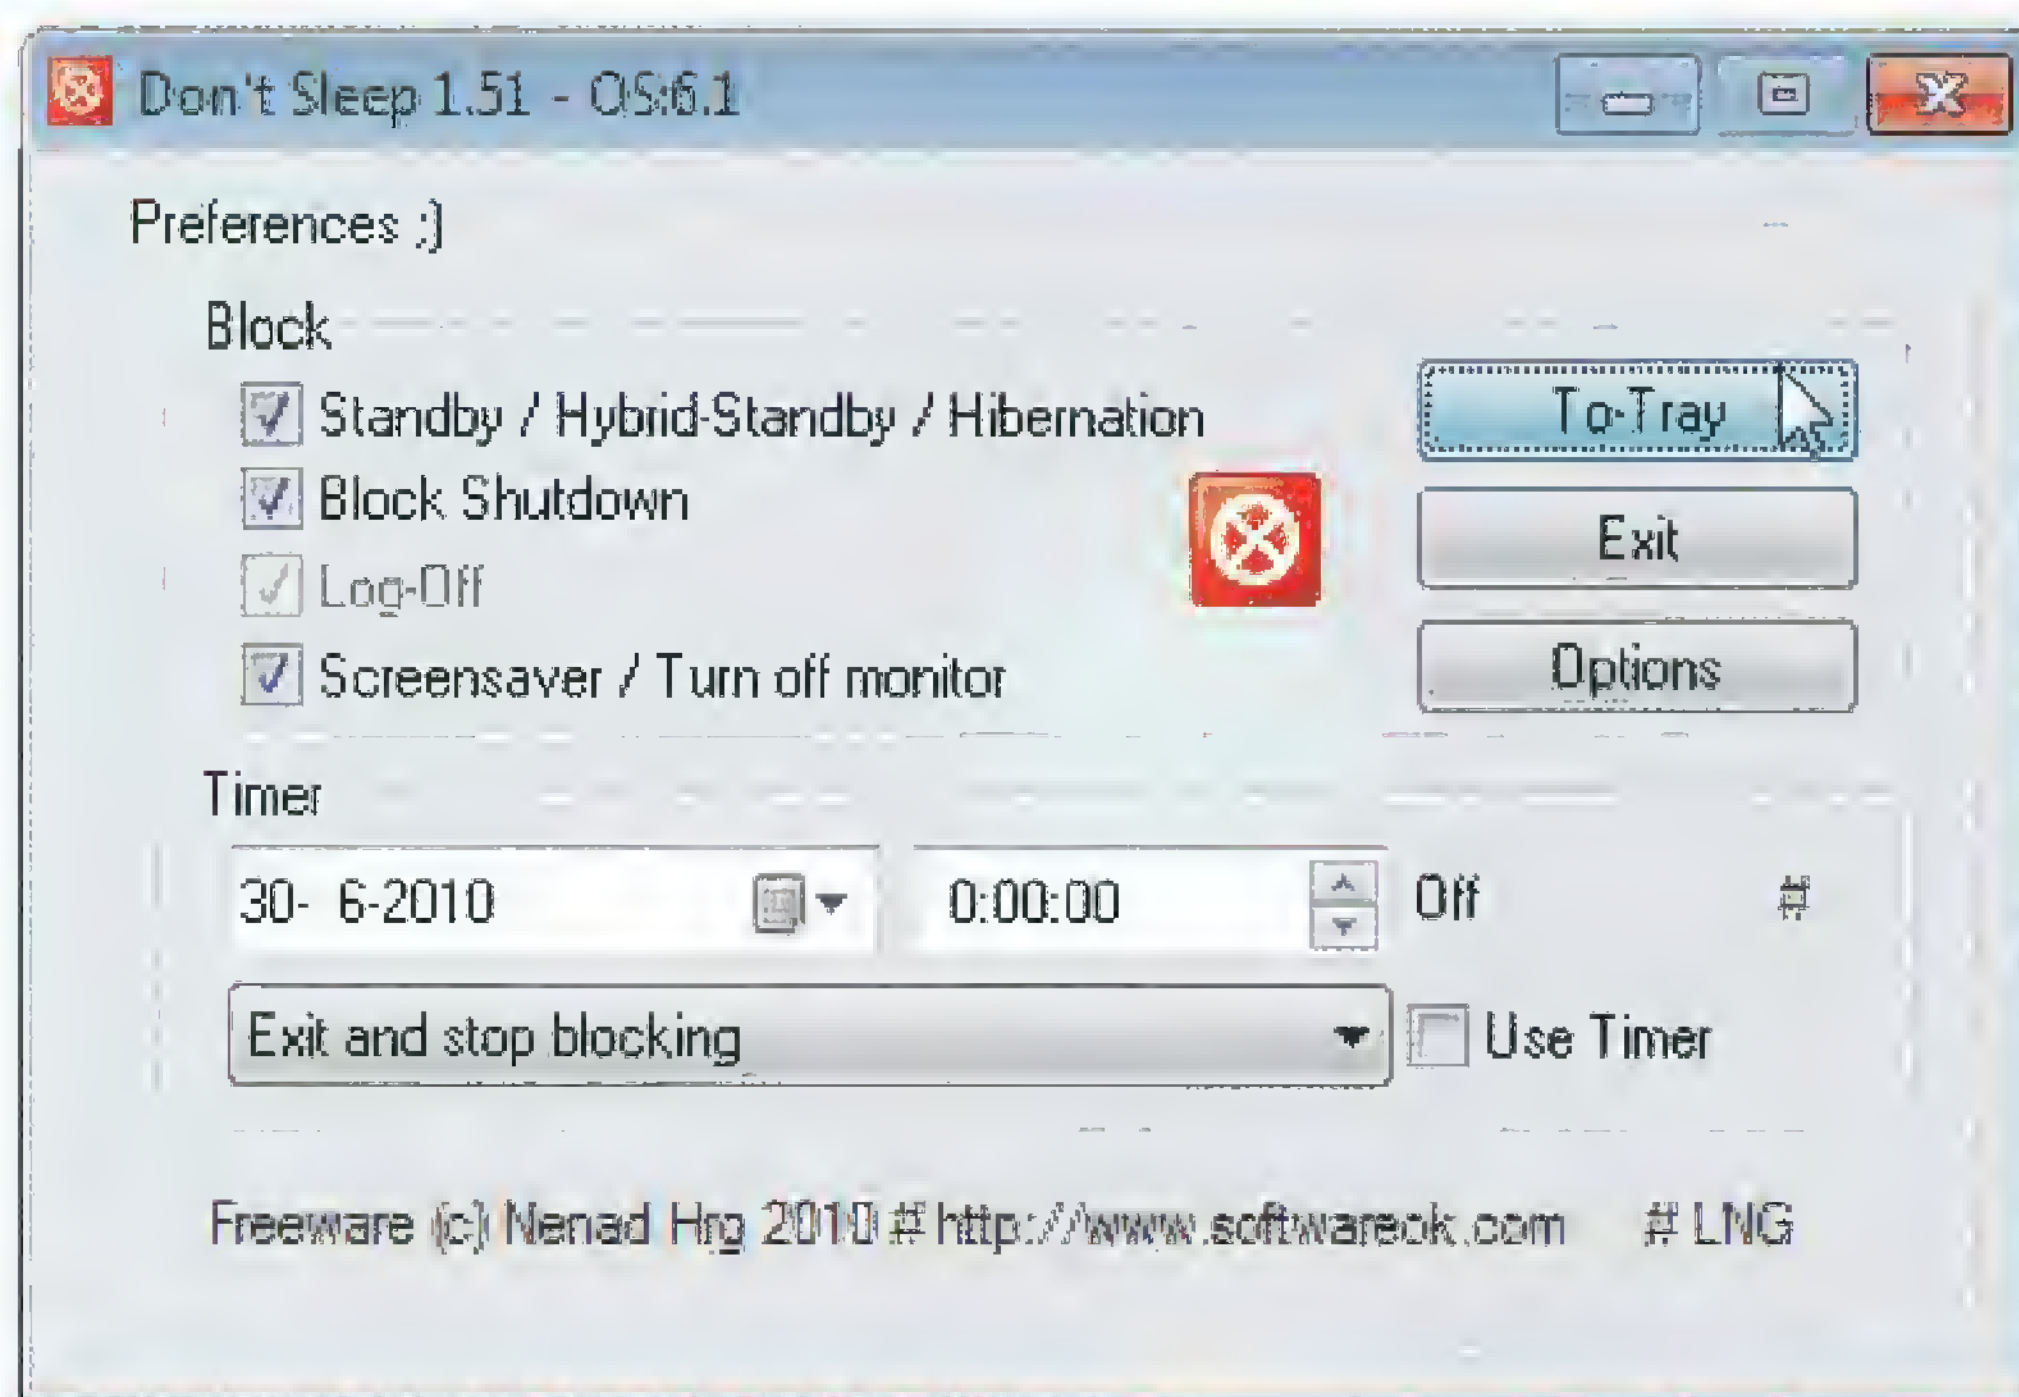 Don't Sleep 1.51 - OS:6.1
Preferences :)
Block
Standby / Hybrid-Standby / Hibernation
To-Tray
Block Shutdown
Exit
Log-Off
Screensaver / Turn off monitor
Options
Timer
30- 6-2010 0:00:00 Off #
Exit and stop blocking Use Timer
Freeware (c) Nenad Hrg 2010 # http://www.softwareok.com # LNG